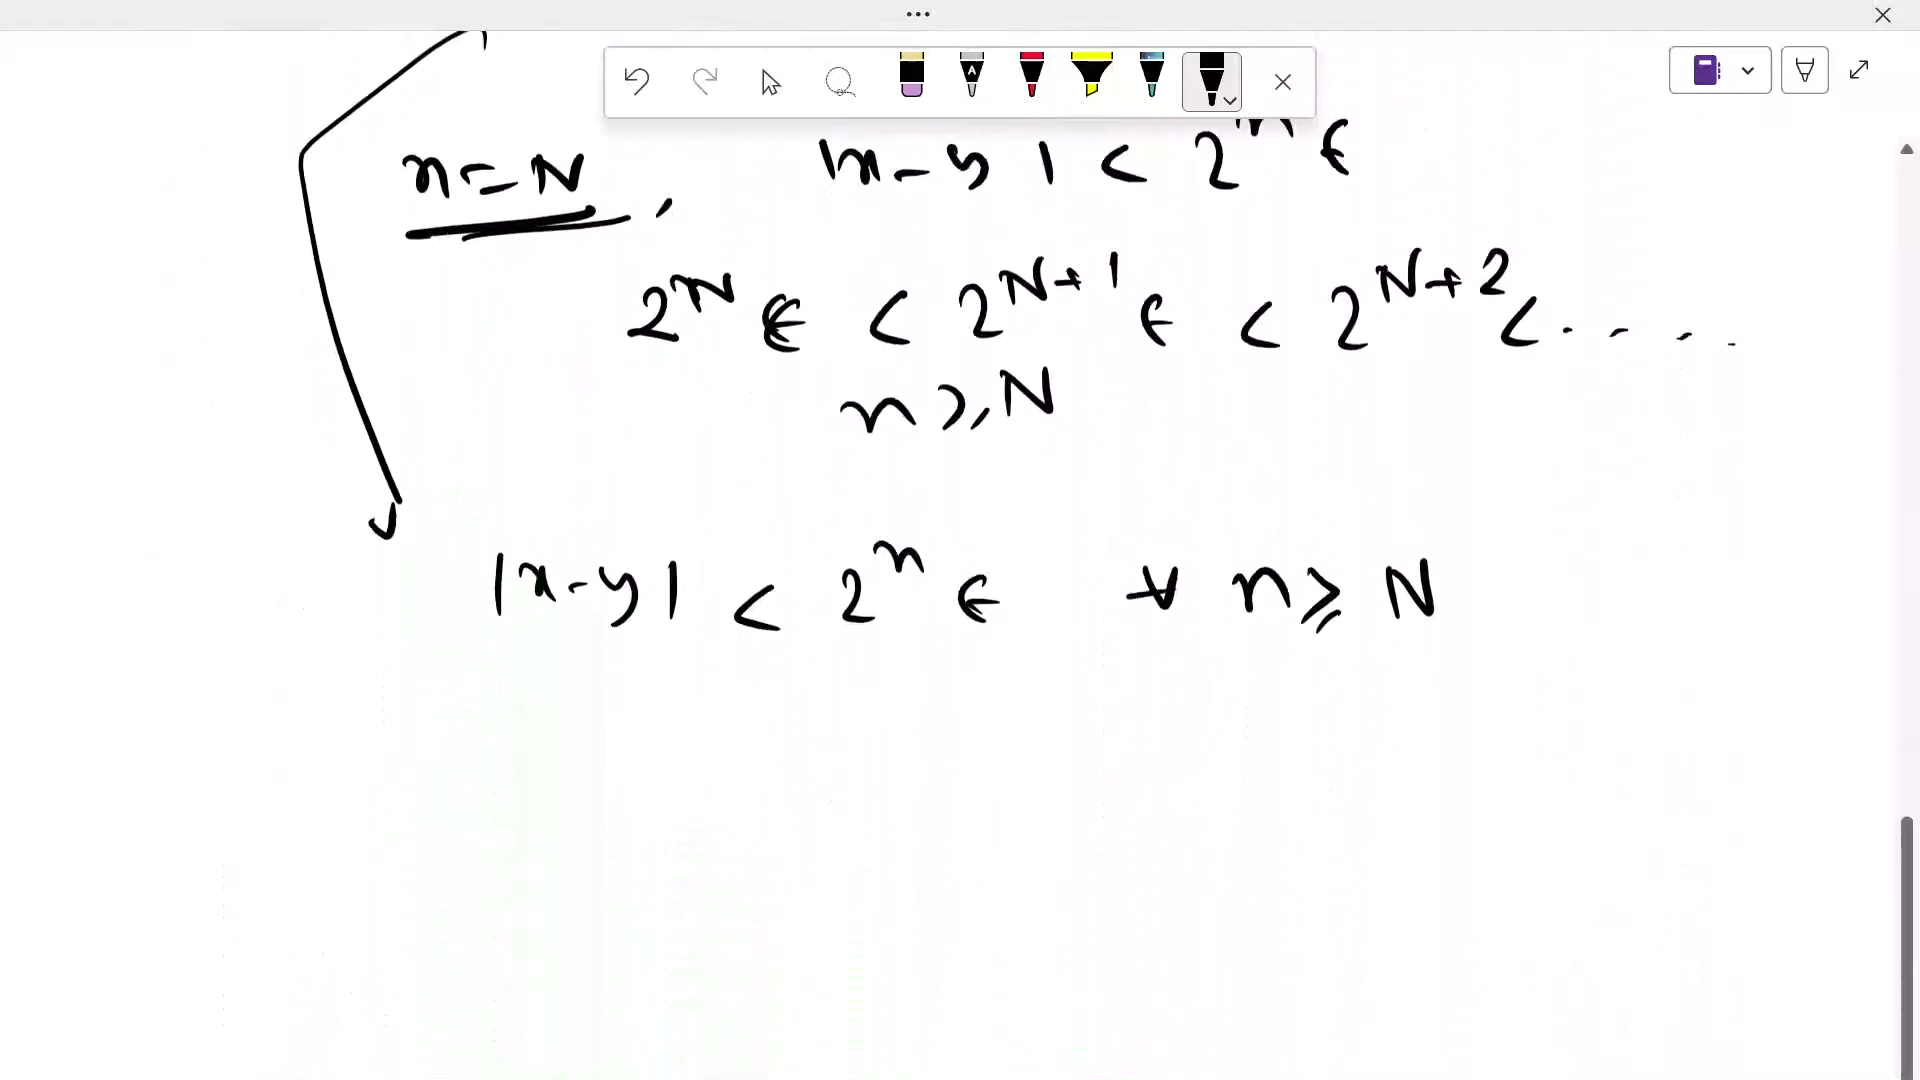 n = N , |x - y| < 2^n ε
2^N ε < 2^{N+1} ε < 2^{N+2} < . . . .
n ≥ N
|x - y| < 2^n ε ∀ n ≥ N